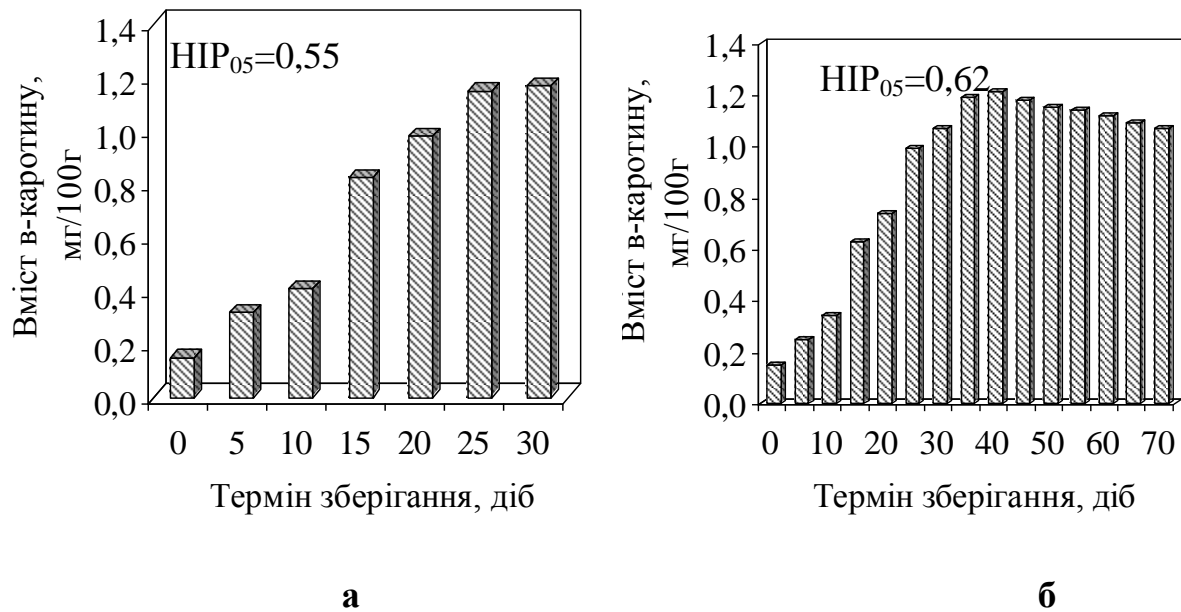 Вміст в-каротину,
мг/100г
1,4
1,2
1,0
0,8
0,6
0,4
0,2
0,0
НІР05=0,55
0 5 10 15 20 25 30
Термін зберігання, діб
а
Вміст в-каротину,
мг/100г
1,4
1,2
1,0
0,8
0,6
0,4
0,2
0,0
НІР05=0,62
0 10 20 30 40 50 60 70
Термін зберігання, діб
б